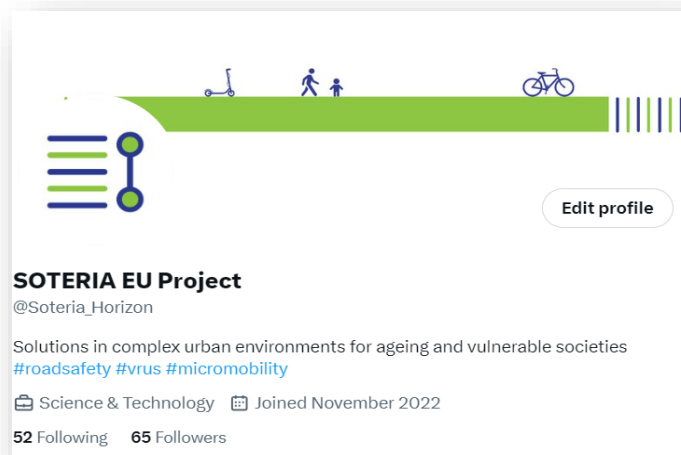 Edit profile
SOTERIA EU Project
@Soteria_Horizon
Solutions in complex urban environments for ageing and vulnerable societies
#roadsafety #vrus #micromobility
Science & Technology Joined November 2022
52 Following 65 Followers